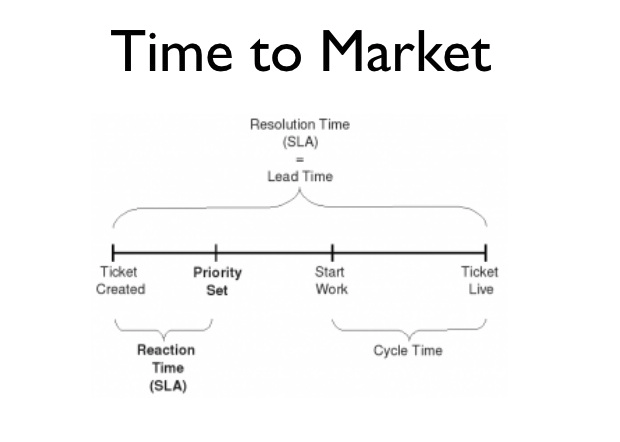 Time to Market
Resolution Time
(SLA)
=
Lead Time
Ticket
Created
Priority
Set
Start
Work
Ticket
Live
Reaction
Time
(SLA)
Cycle Time